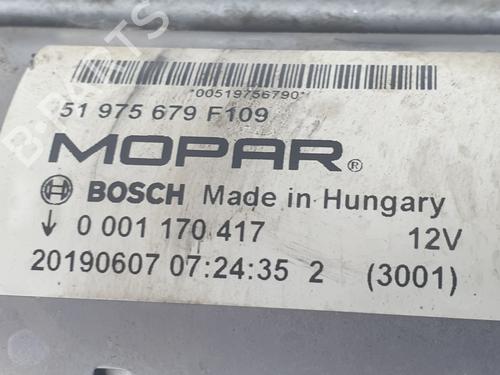 *00519756790*
51 975 679 F109
MOPAR®
BOSCH Made in Hungary
0 001 170 417 12V
20190607 07:24:35 2 (3001)
B-PARTS